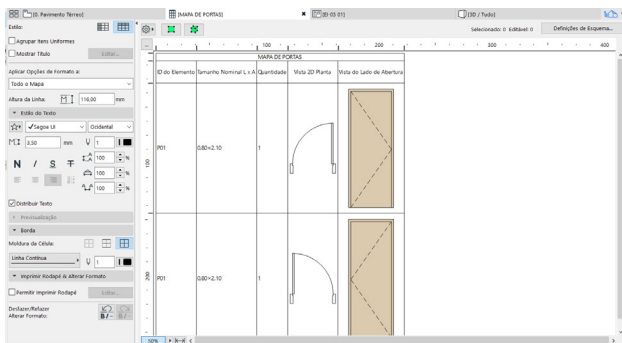 [0. Pavimento Térreo]
[MAPA DE PORTAS]
[EI-03 01]
[3D / Tudo]
Estilo:
Selecionado: 0 Editável: 0
Definições de Esquema...
Agrupar Itens Uniformes
Mostrar Título
Editar...
Aplicar Opções de Formato a:
Todo o Mapa
Altura da Linha:
116,00
mm
Estilo do Texto
Segoe UI
Ocidental
3,50
mm
1
N
I
S
T
100
%
100
%
100
%
Distribuir Texto
Previsualização
Borda
Moldura da Célula:
Linha Contínua
1
Imprimir Rodapé & Alterar Formato
Permitir Imprimir Rodapé
Editar...
Desfazer/Refazer
Alterar Formato:
B/-
B/-
100
200
300
400
100
200
MAPA DE PORTAS
ID do Elemento
Tamanho Nominal L x A
Quantidade
Vista 2D Planta
Vista do Lado de Abertura
P01
0.80×2.10
1
P01
0.80×2.10
1
50%